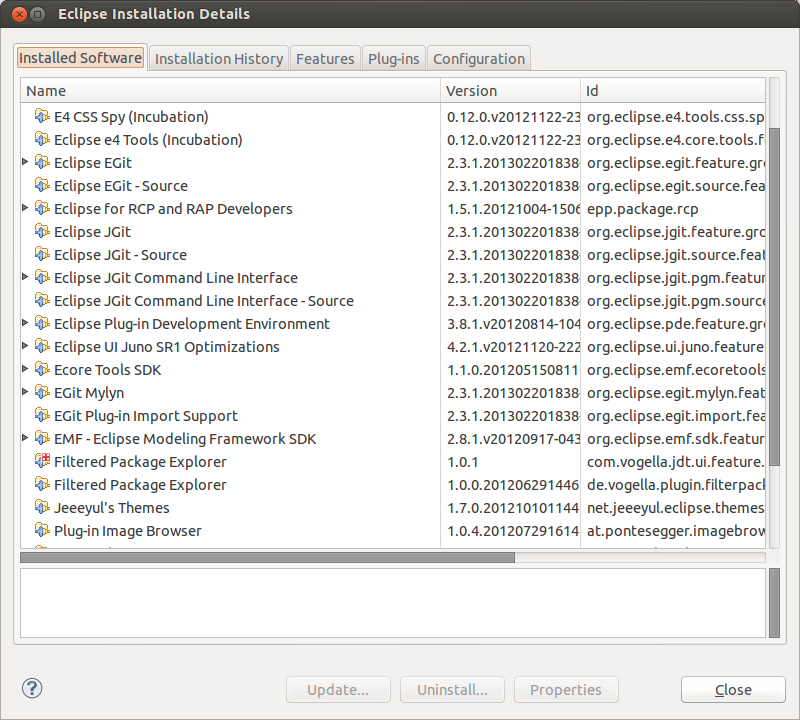 Eclipse Installation Details
Installed Software Installation History Features Plug-ins Configuration
Name Version Id
E4 CSS Spy (Incubation) 0.12.0.v20121122-23 org.eclipse.e4.tools.css.sp
Eclipse e4 Tools (Incubation) 0.12.0.v20121122-23 org.eclipse.e4.core.tools.f
Eclipse EGit 2.3.1.201302201838- org.eclipse.egit.feature.gro
Eclipse EGit - Source 2.3.1.201302201838- org.eclipse.egit.source.fea
Eclipse for RCP and RAP Developers 1.5.1.20121004-1506 epp.package.rcp
Eclipse JGit 2.3.1.201302201838- org.eclipse.jgit.feature.gro
Eclipse JGit - Source 2.3.1.201302201838- org.eclipse.jgit.source.feat
Eclipse JGit Command Line Interface 2.3.1.201302201838- org.eclipse.jgit.pgm.featur
Eclipse JGit Command Line Interface - Source 2.3.1.201302201838- org.eclipse.jgit.pgm.source
Eclipse Plug-in Development Environment 3.8.1.v20120814-104 org.eclipse.pde.feature.gro
Eclipse UI Juno SR1 Optimizations 4.2.1.v20121120-222 org.eclipse.ui.juno.feature
Ecore Tools SDK 1.1.0.201205150811 org.eclipse.emf.ecoretools
EGit Mylyn 2.3.1.201302201838- org.eclipse.egit.mylyn.feat
EGit Plug-in Import Support 2.3.1.201302201838- org.eclipse.egit.import.fea
EMF - Eclipse Modeling Framework SDK 2.8.1.v20120917-043 org.eclipse.emf.sdk.featur
Filtered Package Explorer 1.0.1 com.vogella.jdt.ui.feature.
Filtered Package Explorer 1.0.0.201206291446 de.vogella.plugin.filterpack
Jeeeyul's Themes 1.7.0.201210101144 net.jeeeyul.eclipse.themes
Plug-in Image Browser 1.0.4.201207291614 at.pontesegger.imagebrow
? Update... Uninstall... Properties Close